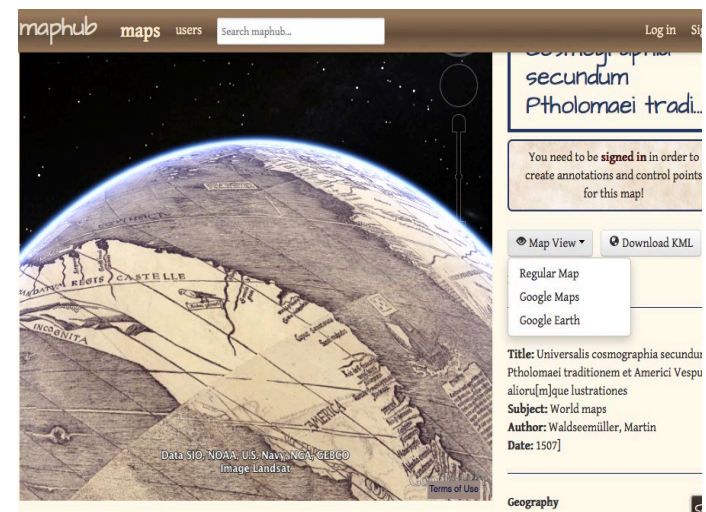 maphub
maps
users
Search maphub...
Log in
secundum
Ptholomaei tradi...
You need to be signed in in order to
create annotations and control points
for this map!
Map View
Download KML
Regular Map
Google Maps
Google Earth
Title: Universalis cosmographia secundum
Ptholomaei traditionem et Americi Vespu
alioru[m]que lustrationes
Subject: World maps
Author: Waldseemüller, Martin
Date: 1507]
Geography
REGIS CASTELLE
INCOGNITA
AMERICA
Data SIO, NOAA, U.S. Navy, NGA, GEBCO
Image Landsat
Terms of Use